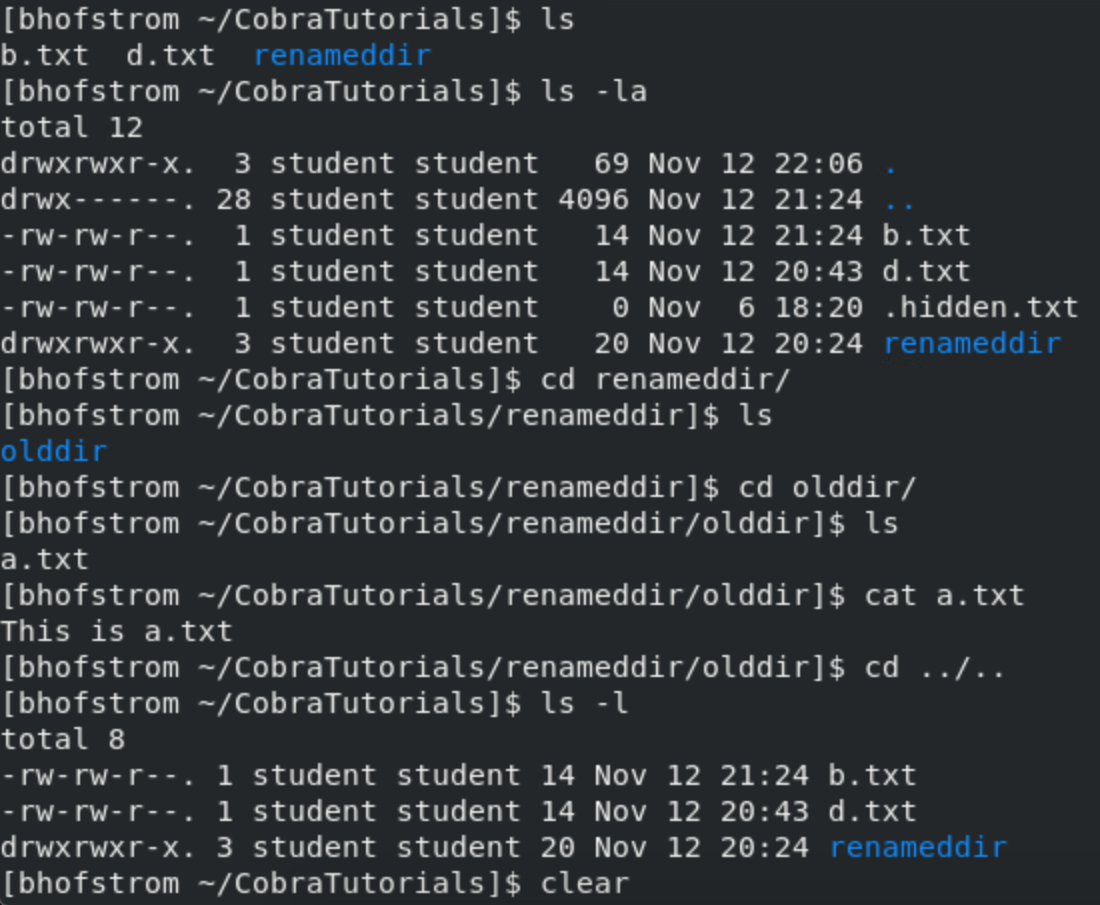 [bhofstrom ~/CobraTutorials]$ ls
b.txt  d.txt  renameddir
[bhofstrom ~/CobraTutorials]$ ls -la
total 12
drwxrwxr-x.  3 student student   69 Nov 12 22:06 .
drwx------. 28 student student 4096 Nov 12 21:24 ..
-rw-rw-r--.  1 student student   14 Nov 12 21:24 b.txt
-rw-rw-r--.  1 student student   14 Nov 12 20:43 d.txt
-rw-rw-r--.  1 student student    0 Nov  6 18:20 .hidden.txt
drwxrwxr-x.  3 student student   20 Nov 12 20:24 renameddir
[bhofstrom ~/CobraTutorials]$ cd renameddir/
[bhofstrom ~/CobraTutorials/renameddir]$ ls
olddir
[bhofstrom ~/CobraTutorials/renameddir]$ cd olddir/
[bhofstrom ~/CobraTutorials/renameddir/olddir]$ ls
a.txt
[bhofstrom ~/CobraTutorials/renameddir/olddir]$ cat a.txt
This is a.txt
[bhofstrom ~/CobraTutorials/renameddir/olddir]$ cd ../..
[bhofstrom ~/CobraTutorials]$ ls -l
total 8
-rw-rw-r--. 1 student student 14 Nov 12 21:24 b.txt
-rw-rw-r--. 1 student student 14 Nov 12 20:43 d.txt
drwxrwxr-x. 3 student student 20 Nov 12 20:24 renameddir
[bhofstrom ~/CobraTutorials]$ clear